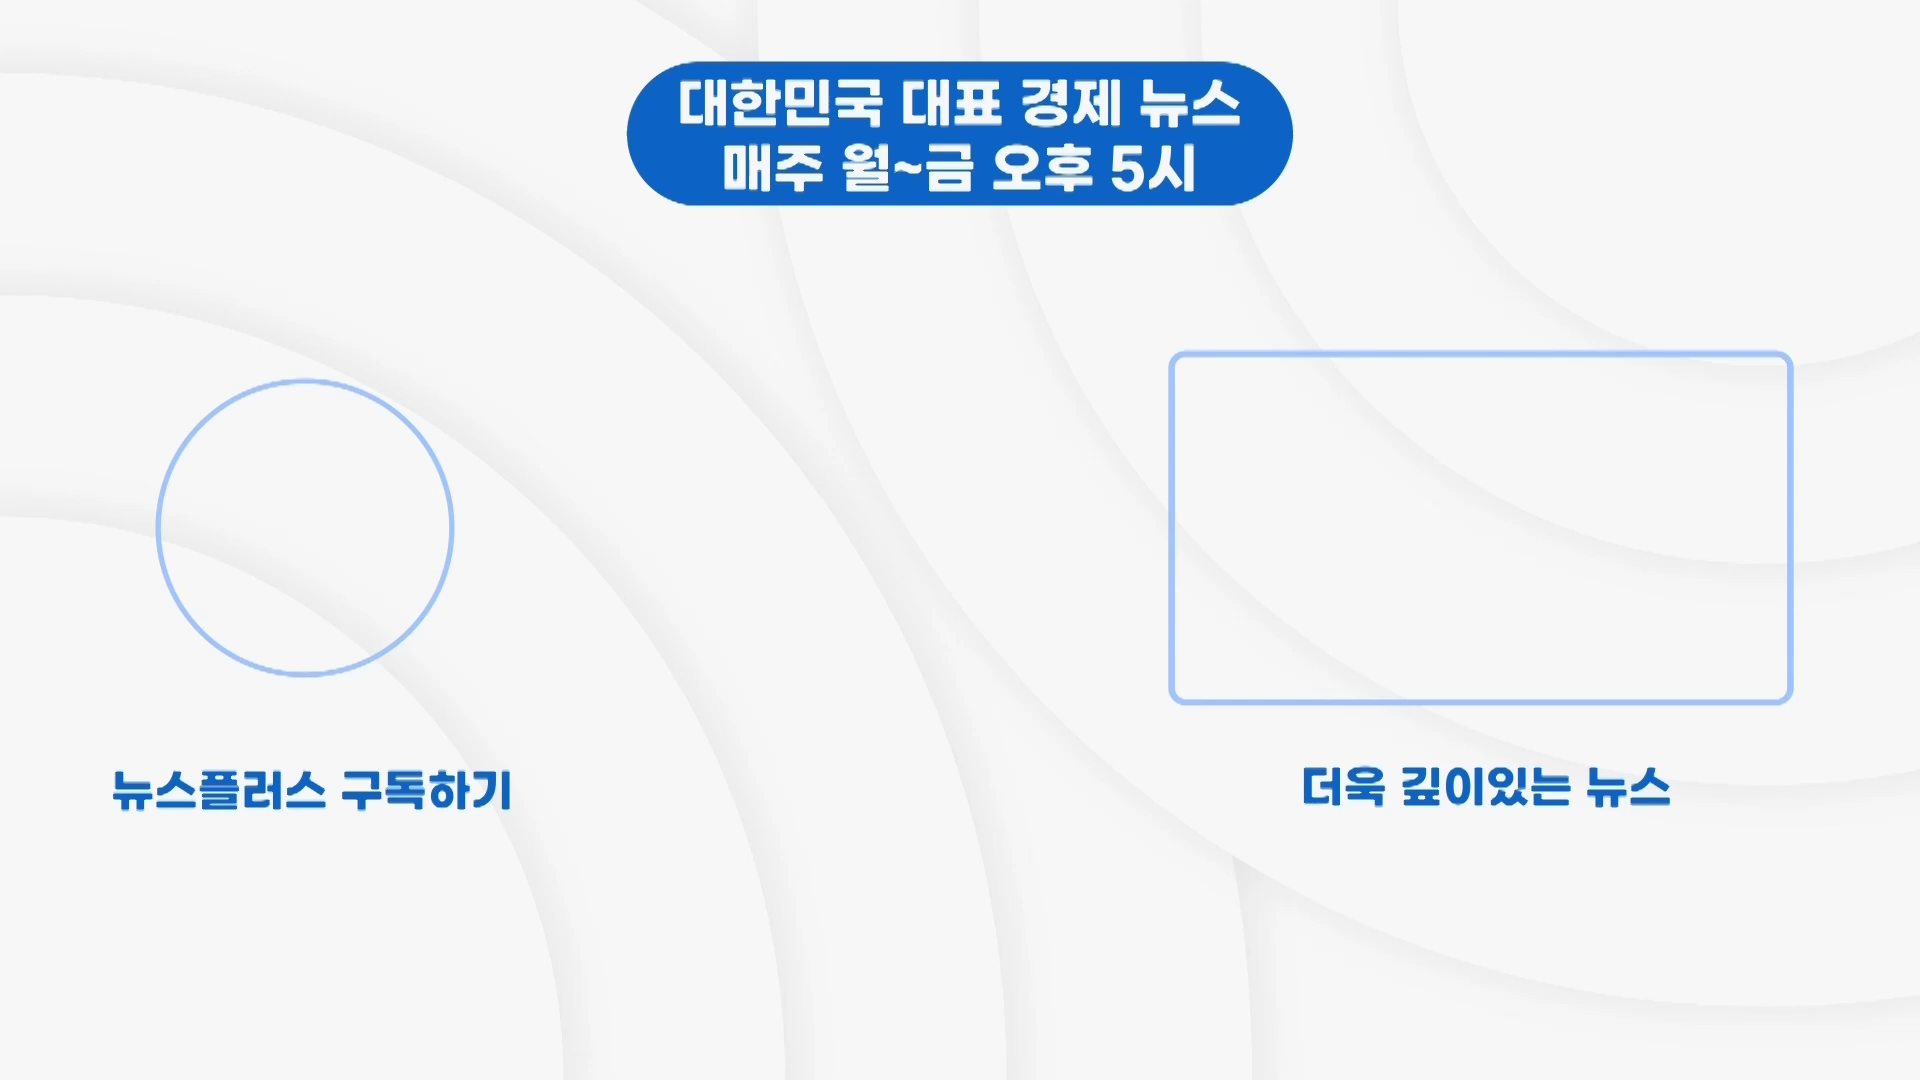 대한민국 대표 경제 뉴스
매주 월~금 오후 5시
뉴스플러스 구독하기
더욱 깊이있는 뉴스